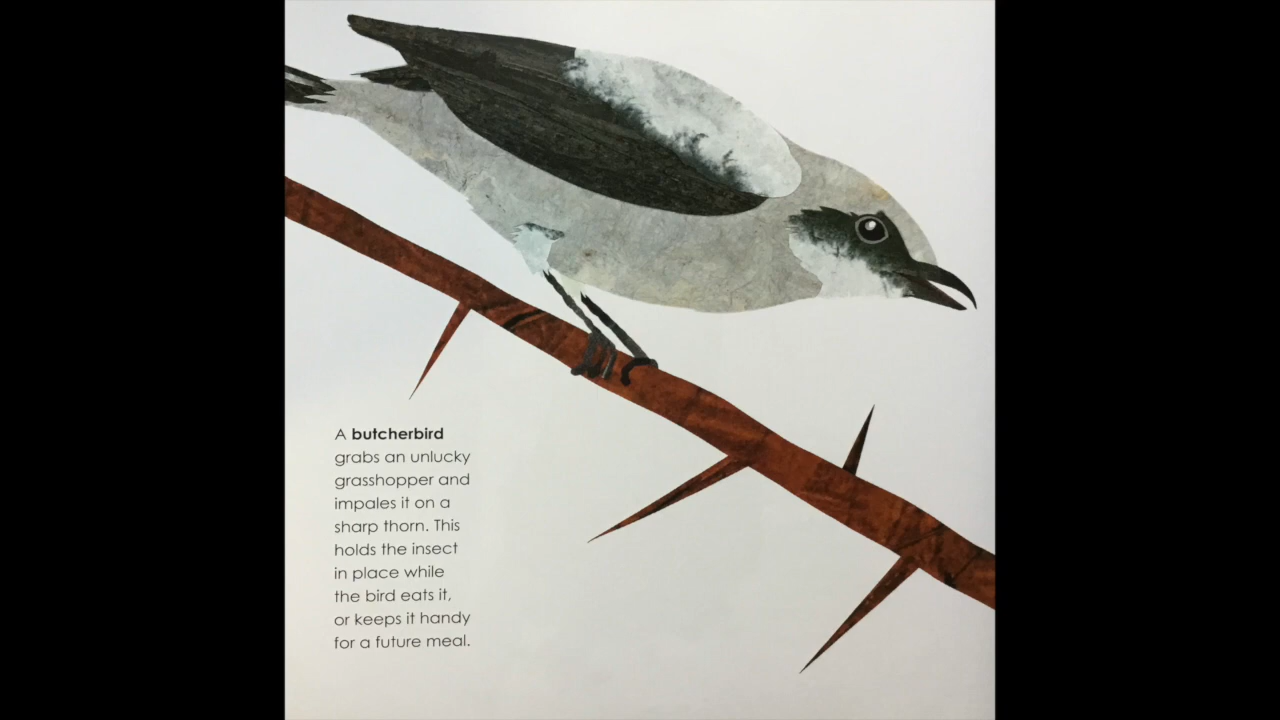 A butcherbird
grabs an unlucky
grasshopper and
impales it on a
sharp thorn. This
holds the insect
in place while
the bird eats it,
or keeps it handy
for a future meal.